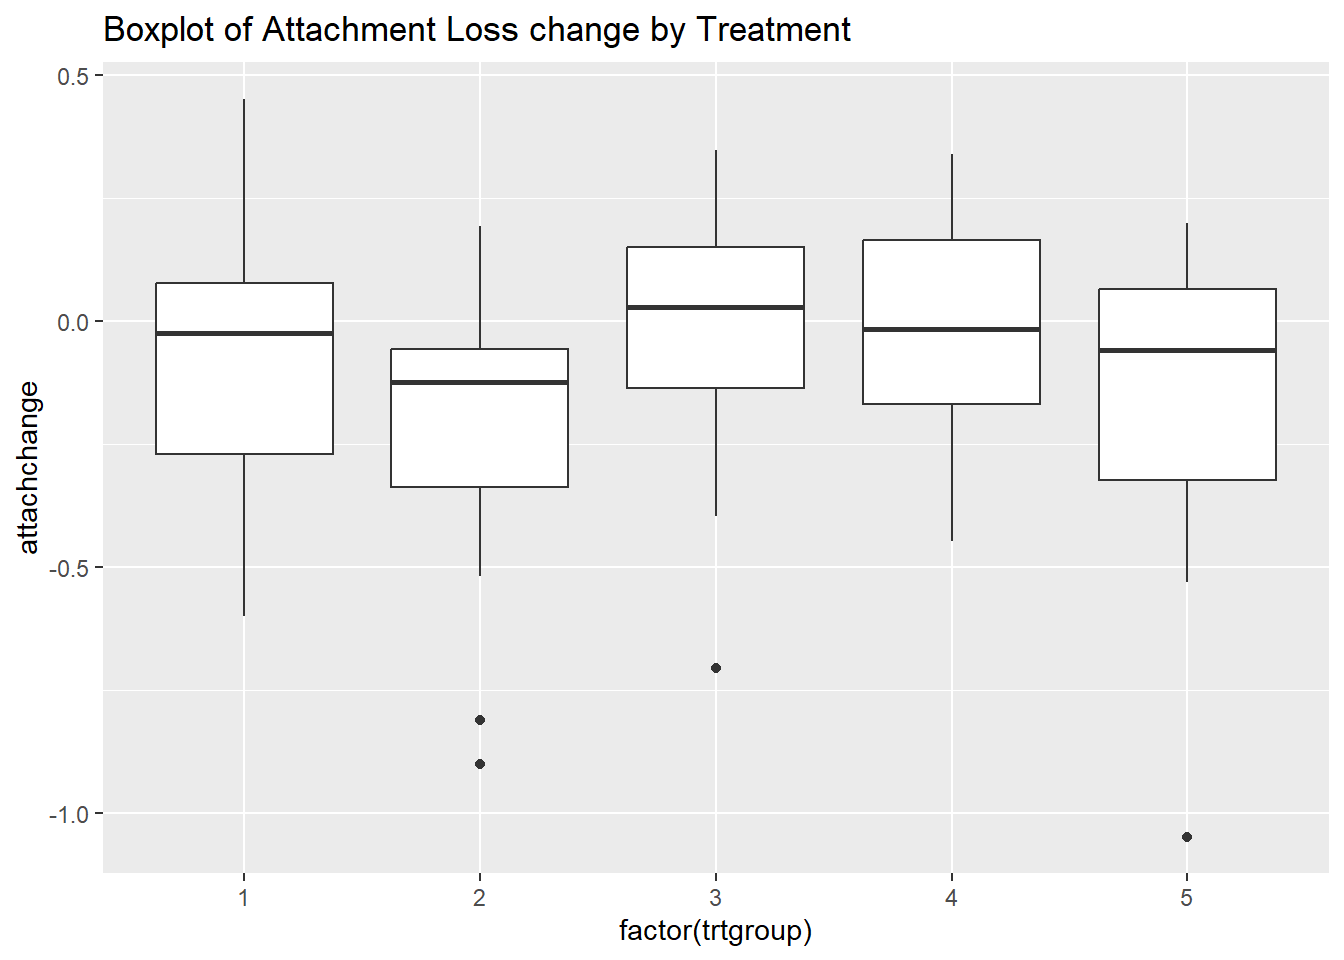 Boxplot of Attachment Loss change by Treatment
0.5
0.0
-0.5
-1.0
attachchange
1 2 3 4 5
factor(trtgroup)